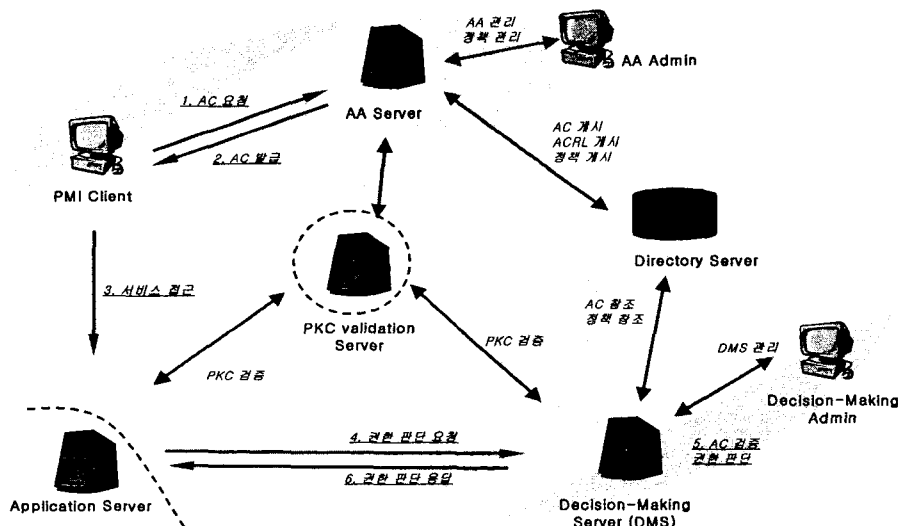 AA 관리
정책 관리
AA Admin
1. AC 요청
AA Server
2. AC 발급
AC 게시
ACRL 게시
정책 게시
PMI Client
Directory Server
3. 서비스 접근
PKC validation
Server
AC 참조
정책 참조
PKC 검증
PKC 검증
DMS 관리
Decision-Making
Admin
4. 권한 판단 요청
5. AC 검증
권한 판단
6. 권한 판단 응답
Application Server
Decision-Making
Server (DMS)